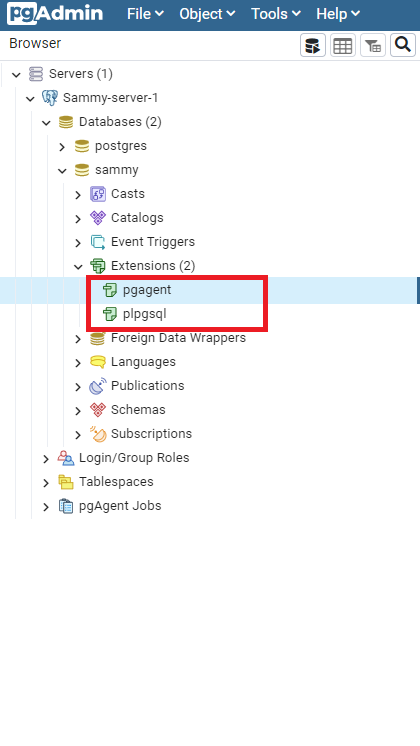 pgAdmin File Object Tools Help
Browser
Servers (1)
Sammy-server-1
Databases (2)
postgres
sammy
Casts
Catalogs
Event Triggers
Extensions (2)
pgagent
plpgsql
Foreign Data Wrappers
Languages
Publications
Schemas
Subscriptions
Login/Group Roles
Tablespaces
pgAgent Jobs